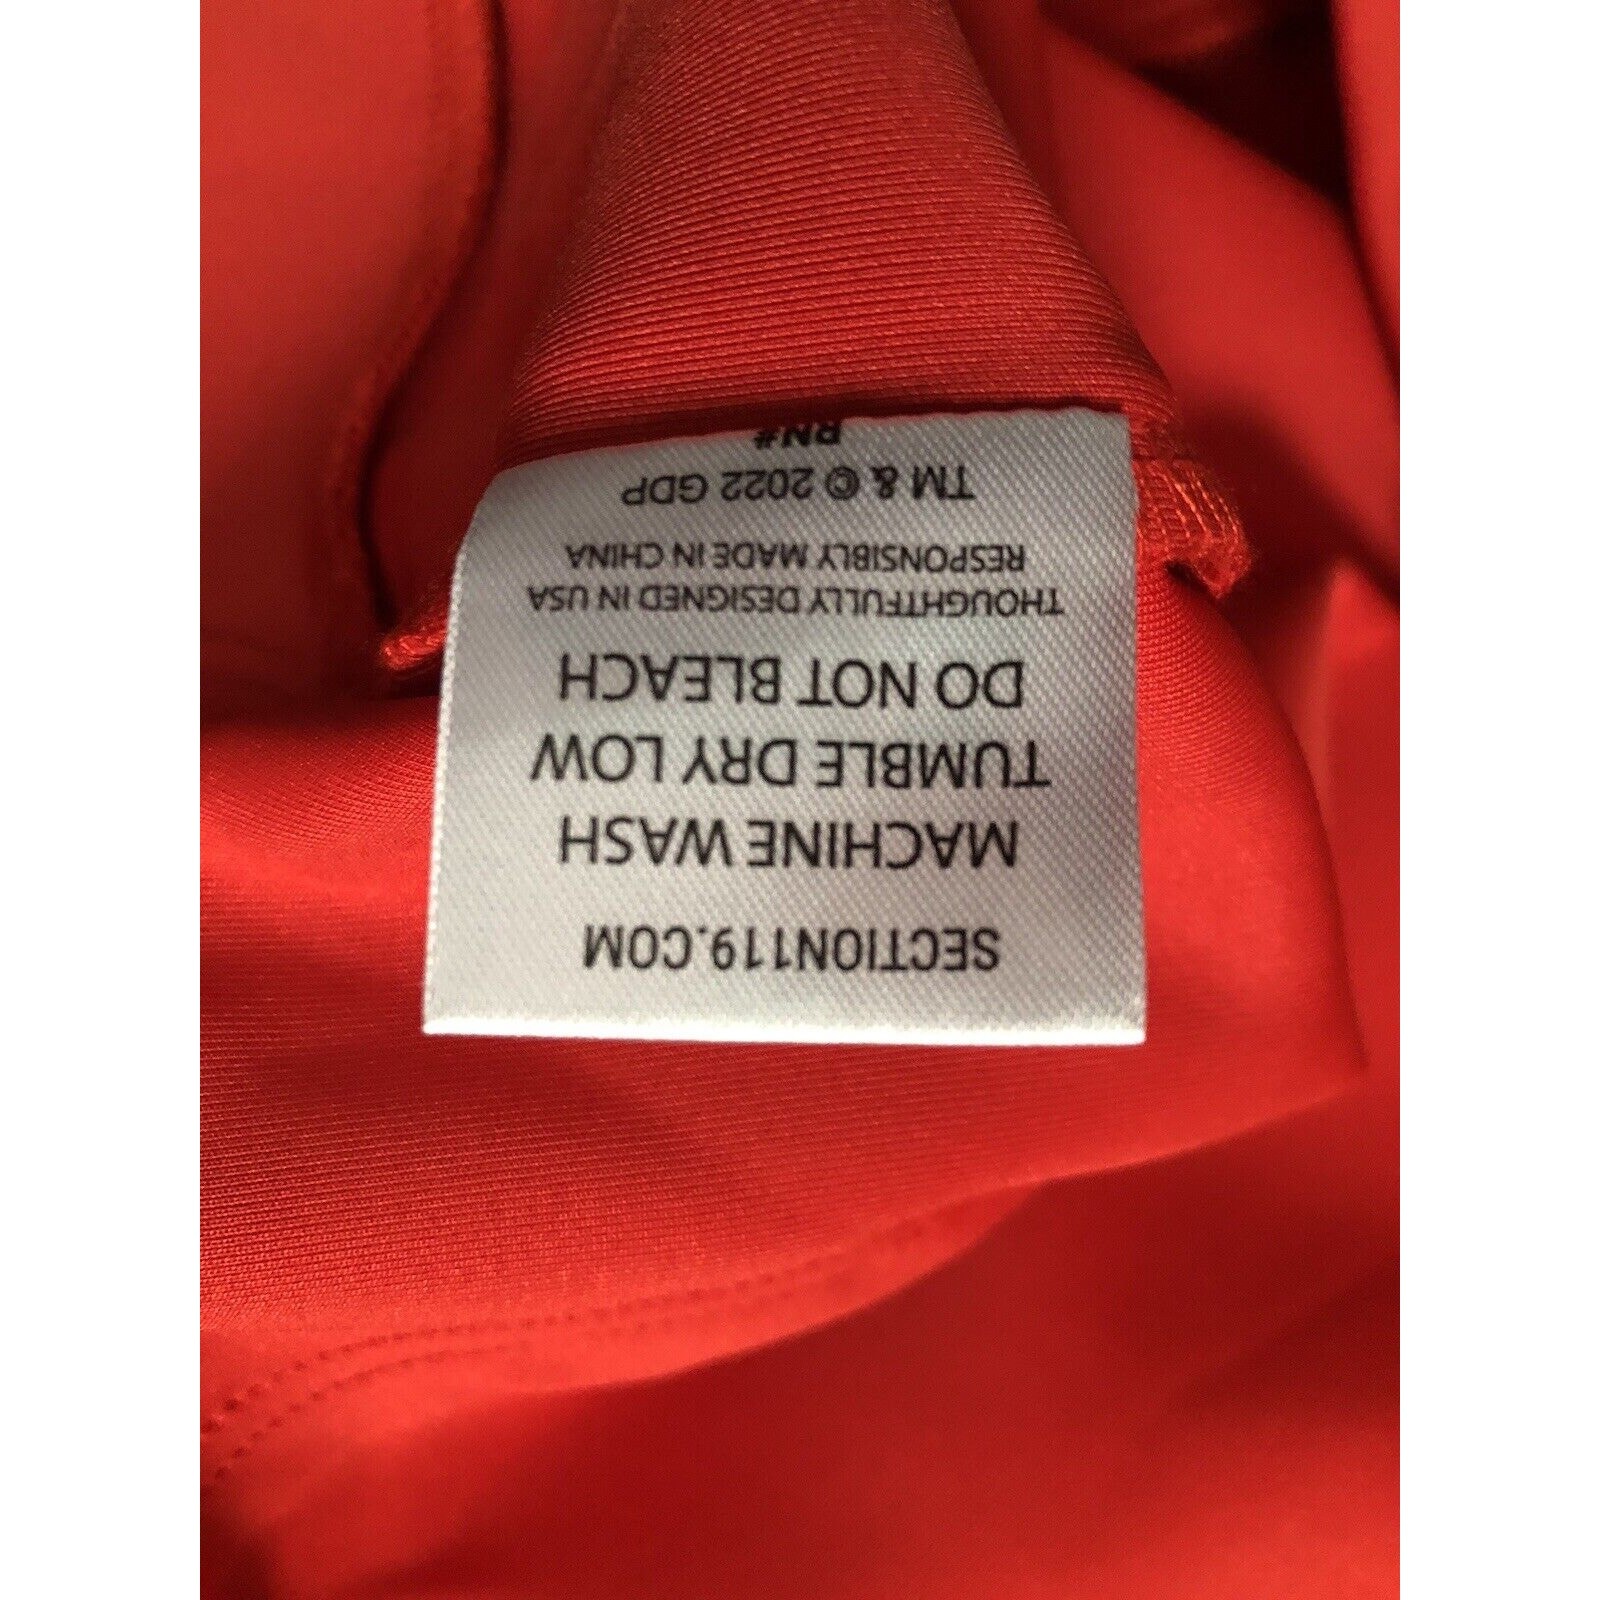 SECTION119.COM
MACHINE WASH
TUMBLE DRY LOW
DO NOT BLEACH
THOUGHTFULLY DESIGNED IN USA
RESPONSIBLY MADE IN CHINA
TM & © 2022 GDP
RN#